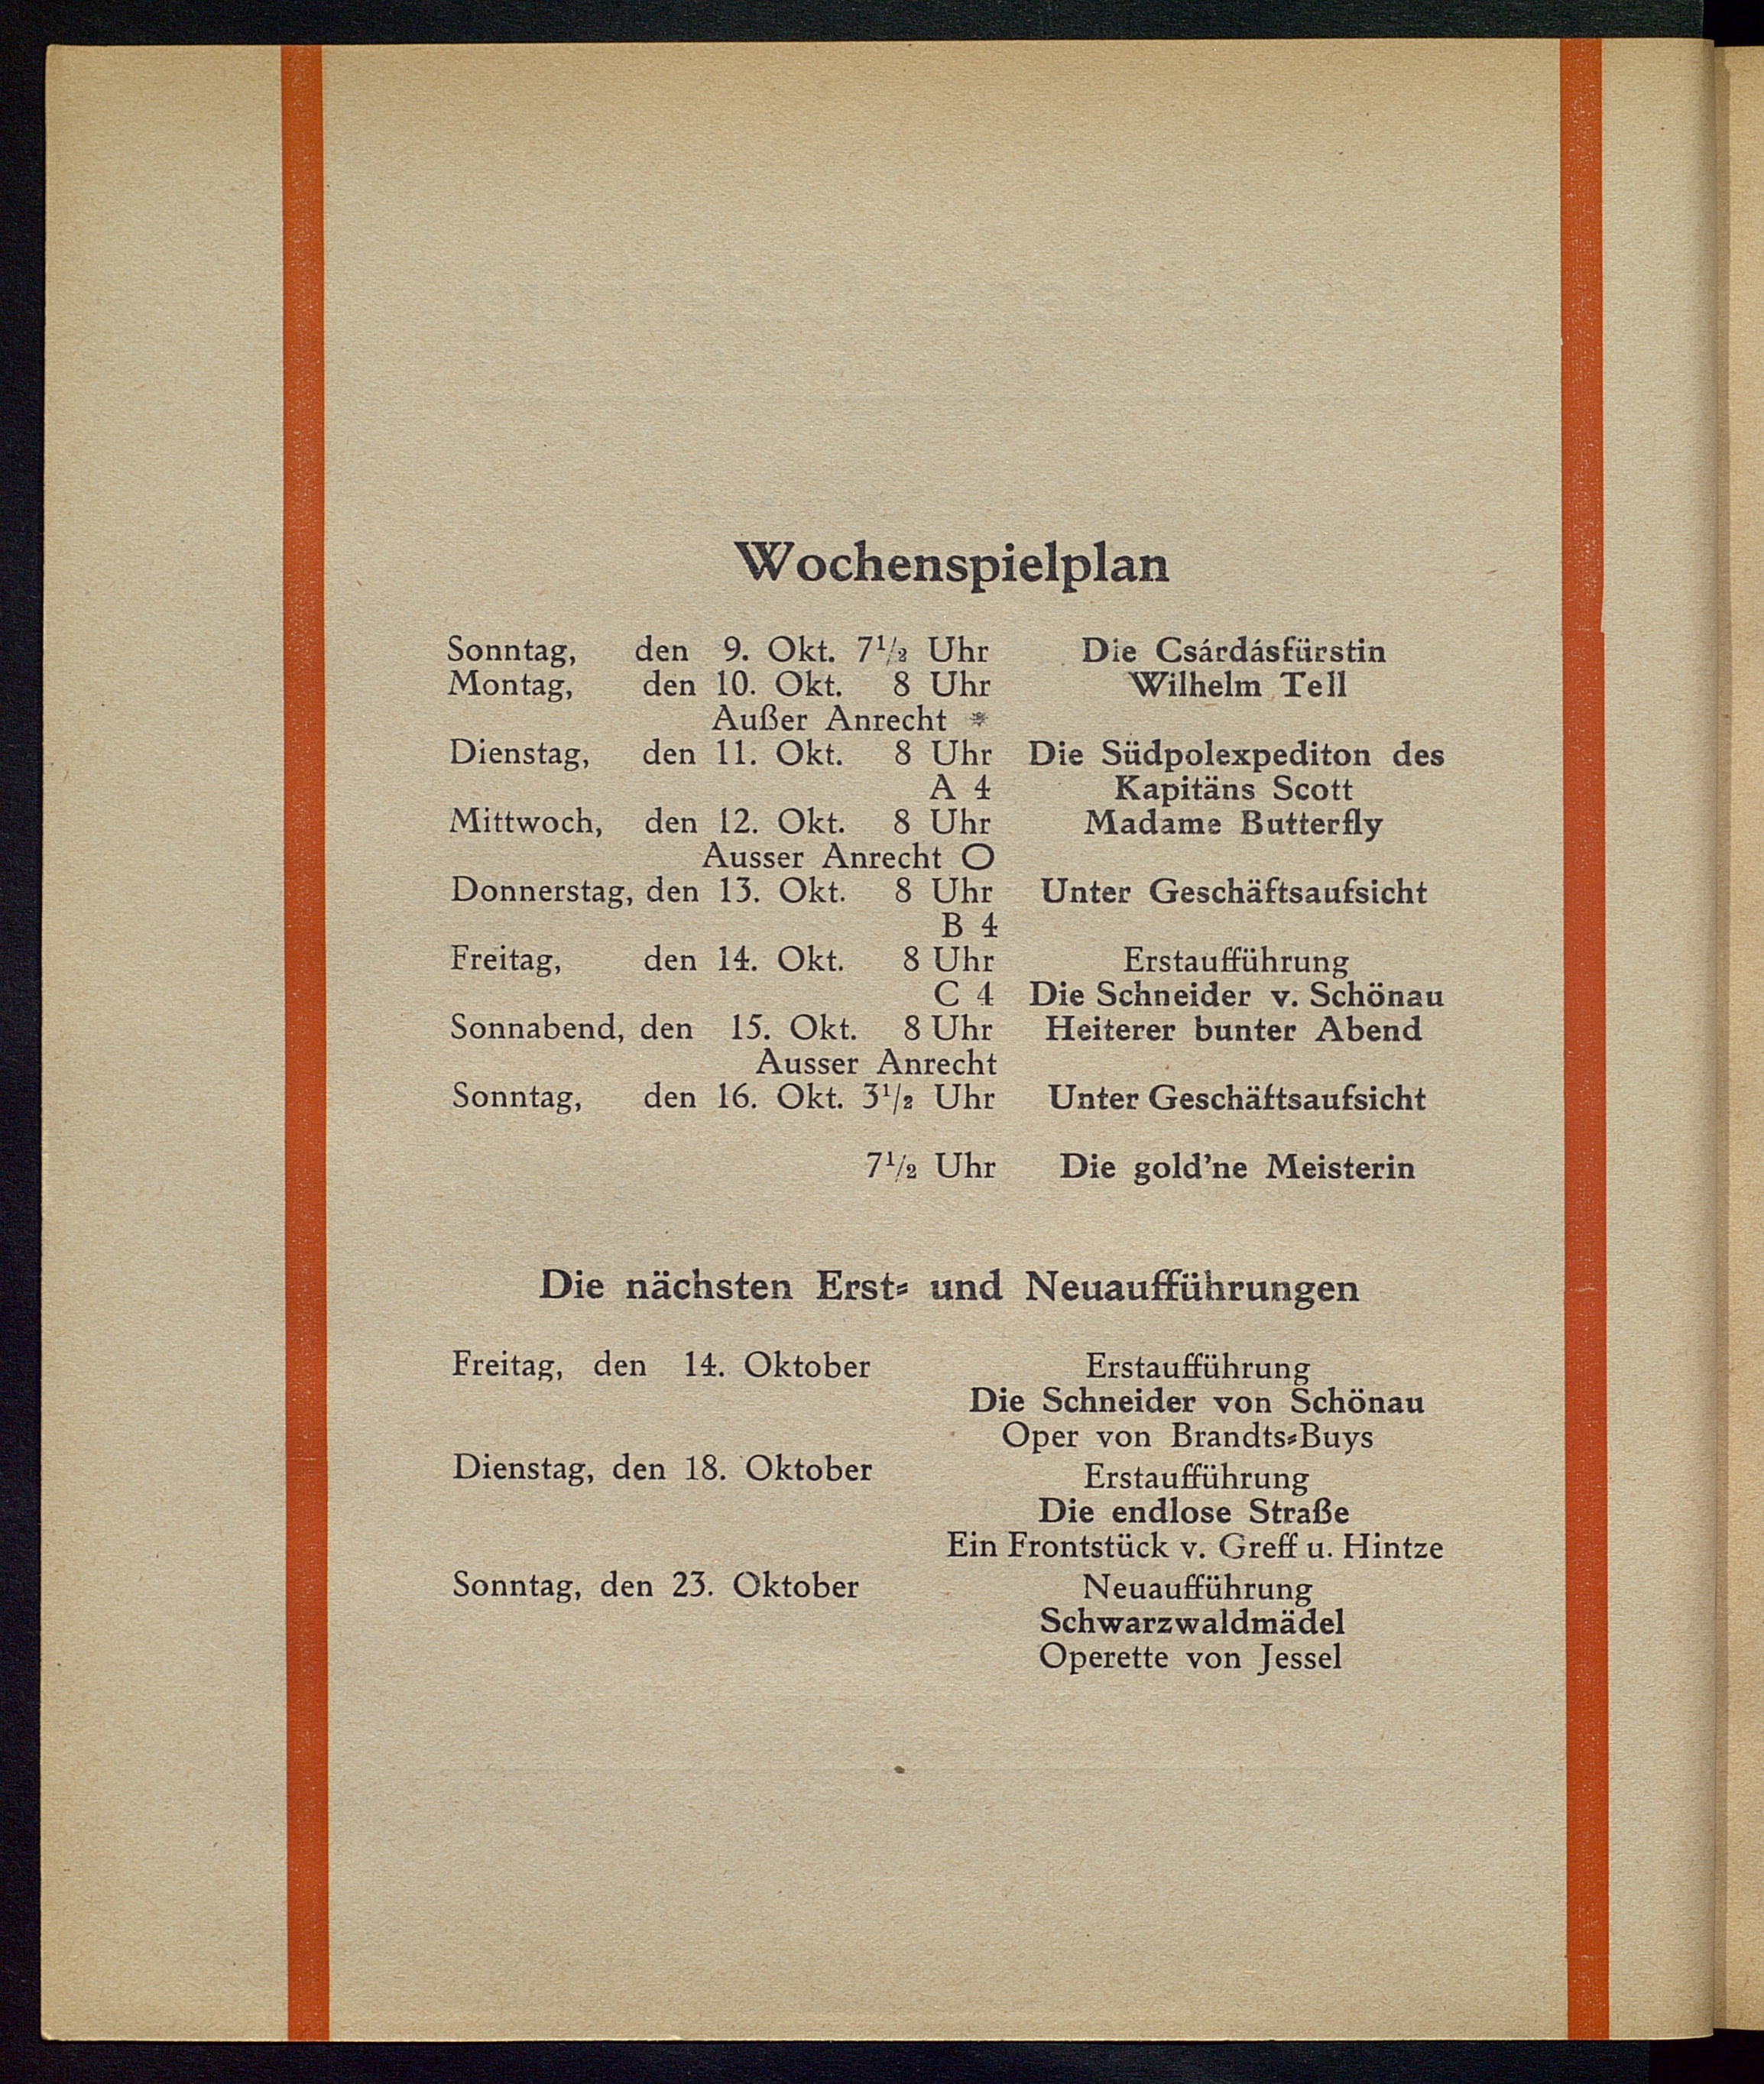 Wochenspielplan
Sonntag, den 9. Okt. 7½ Uhr Die Csárdásfürstin
Montag, den 10. Okt. 8 Uhr Wilhelm Tell
Außer Anrecht *
Dienstag, den 11. Okt. 8 Uhr Die Südpolexpediton des
A 4 Kapitäns Scott
Mittwoch, den 12. Okt. 8 Uhr Madame Butterfly
Ausser Anrecht O
Donnerstag, den 13. Okt. 8 Uhr Unter Geschäftsaufsicht
B 4
Freitag, den 14. Okt. 8 Uhr Erstaufführung
C 4 Die Schneider v. Schönau
Sonnabend, den 15. Okt. 8 Uhr Heiterer bunter Abend
Ausser Anrecht
Sonntag, den 16. Okt. 3½ Uhr Unter Geschäftsaufsicht
7½ Uhr Die gold'ne Meisterin
Die nächsten Erst= und Neuaufführungen
Freitag, den 14. Oktober Erstaufführung
Die Schneider von Schönau
Oper von Brandts=Buys
Dienstag, den 18. Oktober Erstaufführung
Die endlose Straße
Ein Frontstück v. Greff u. Hintze
Sonntag, den 23. Oktober Neuaufführung
Schwarzwaldmädel
Operette von Jessel